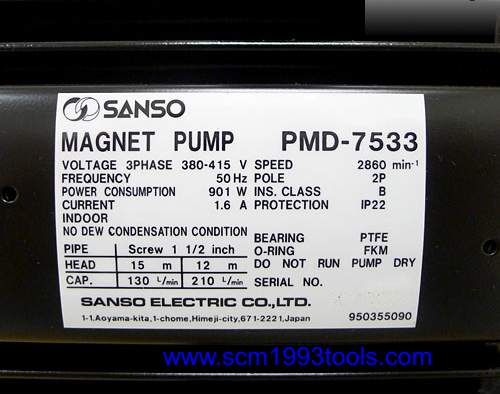 SANSO
MAGNET PUMP PMD-7533
VOLTAGE 3PHASE 380-415 V SPEED 2860 min-1
FREQUENCY 50 Hz POLE 2P
POWER CONSUMPTION 901 W INS. CLASS B
CURRENT 1.6 A PROTECTION IP22
INDOOR
NO DEW CONDENSATION CONDITION
BEARING PTFE
PIPE Screw 1 1/2 inch O-RING FKM
HEAD 15 m 12 m DO NOT RUN PUMP DRY
CAP. 130 L/min 210 L/min SERIAL NO.
SANSO ELECTRIC CO.,LTD.
1-1,Aoyama-kita,1-chome,Himeji-city,671-2221,Japan 950355090
www.scm1993tools.com